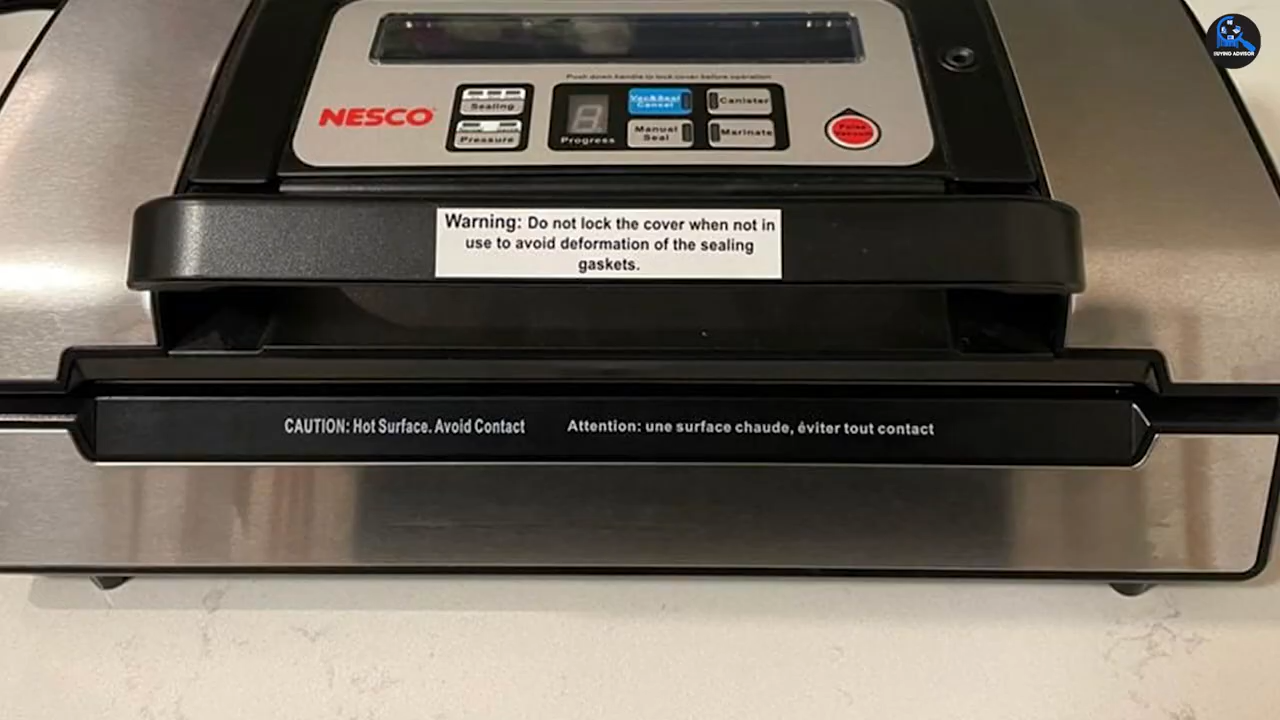 BUYING ADVISOR
Push down handle to lock cover before operation
NESCO
Sealing
Pressure
Progress
Vac&Seal
Cancel
Manual
Seal
Canister
Marinate
Pulse
Vacuum
Warning: Do not lock the cover when not in
use to avoid deformation of the sealing
gaskets.
CAUTION: Hot Surface. Avoid Contact
Attention: une surface chaude, éviter tout contact